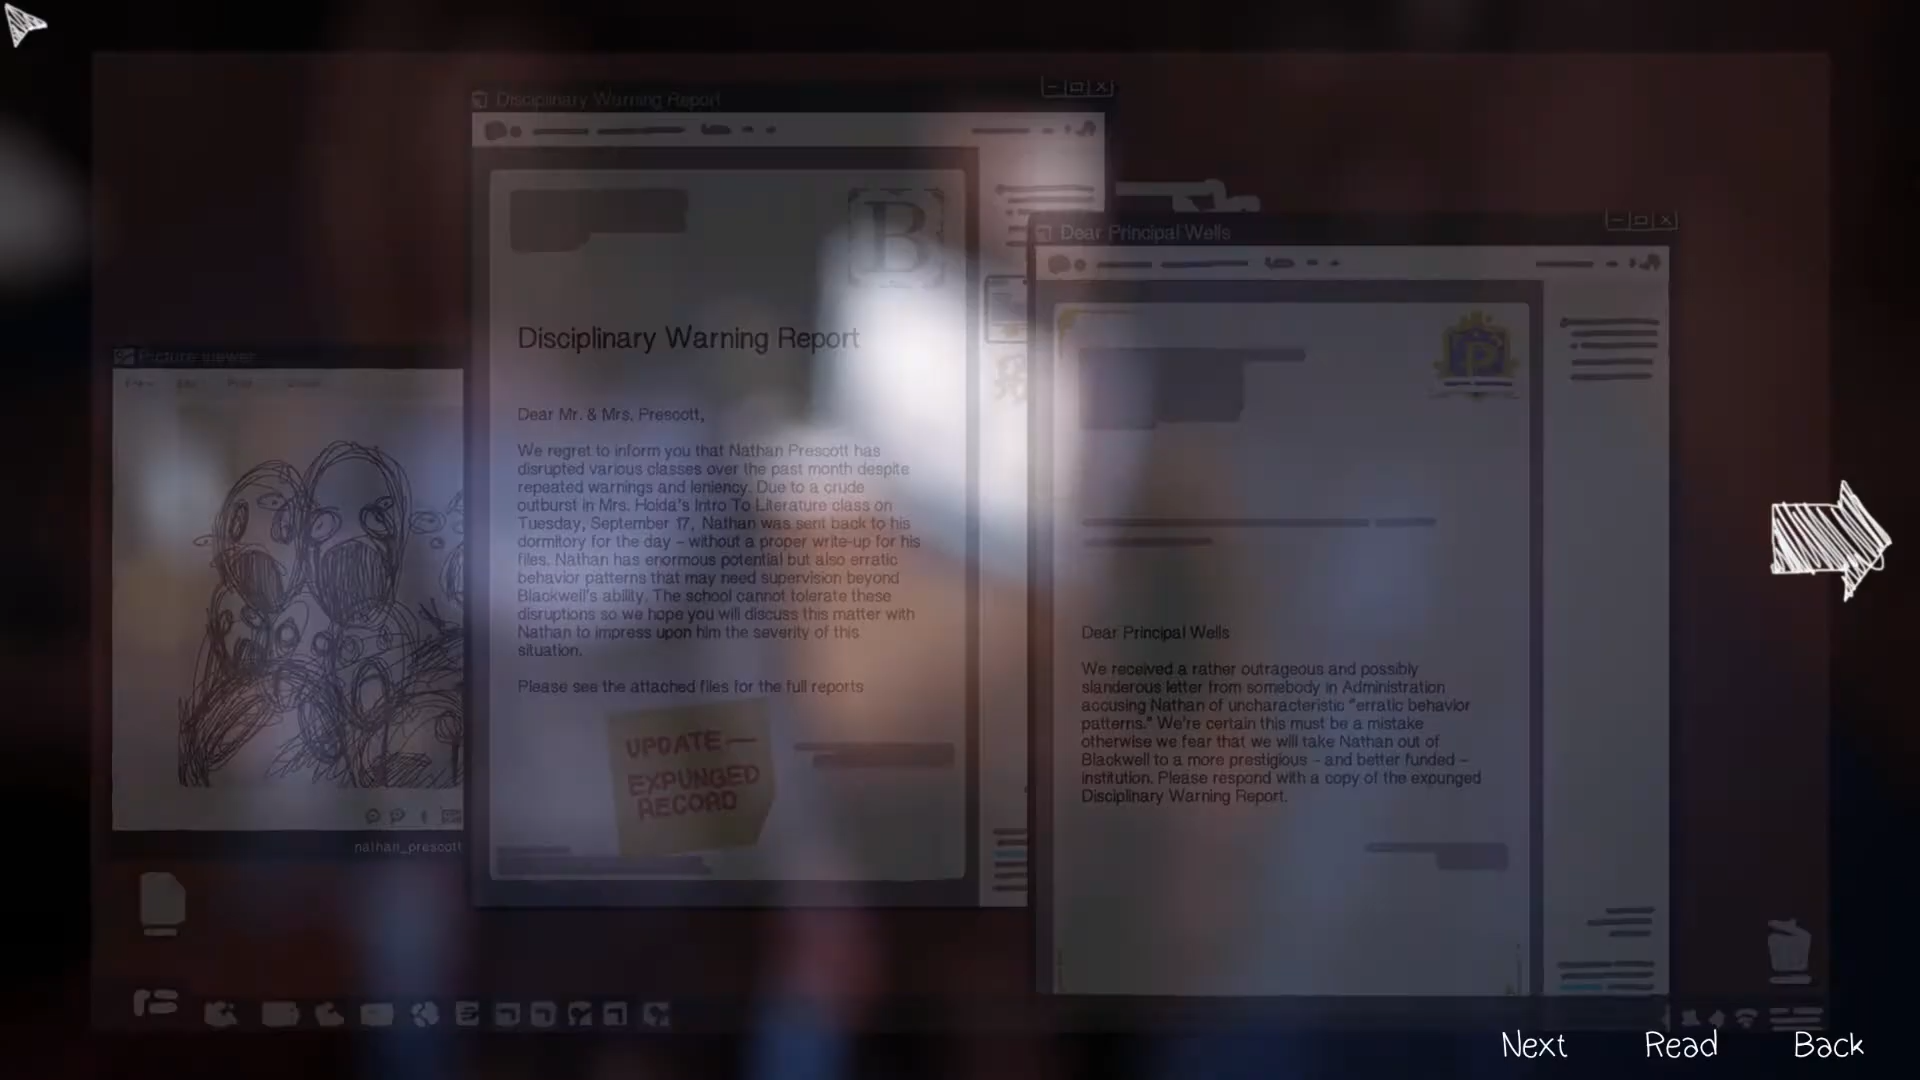 Disciplinary Warning Report
Disciplinary Warning Report
Dear Mr. & Mrs. Prescott,
We regret to inform you that Nathan Prescott has
disrupted various classes over the past month despite
repeated warnings and leniency. Due to a crude
outburst in Mrs. Hoida's Intro To Literature class on
Tuesday, September 17, Nathan was sent back to his
dormitory for the day – without a proper write-up for his
files. Nathan has enormous potential but also erratic
behavior patterns that may need supervision beyond
Blackwell's ability. The school cannot tolerate these
disruptions so we hope you will discuss this matter with
Nathan to impress upon him the severity of this
situation.
Please see the attached files for the full reports
UPDATE—
EXPUNGED
RECORD
B
Dear Principal Wells
P
Dear Principal Wells
We received a rather outrageous and possibly
slanderous letter from somebody in Administration
accusing Nathan of uncharacteristic "erratic behavior
patterns." We're certain this must be a mistake
otherwise we fear that we will take Nathan out of
Blackwell to a more prestigious – and better funded –
institution. Please respond with a copy of the expunged
Disciplinary Warning Report.
Picture viewer
nathan_prescott
Next
Read
Back